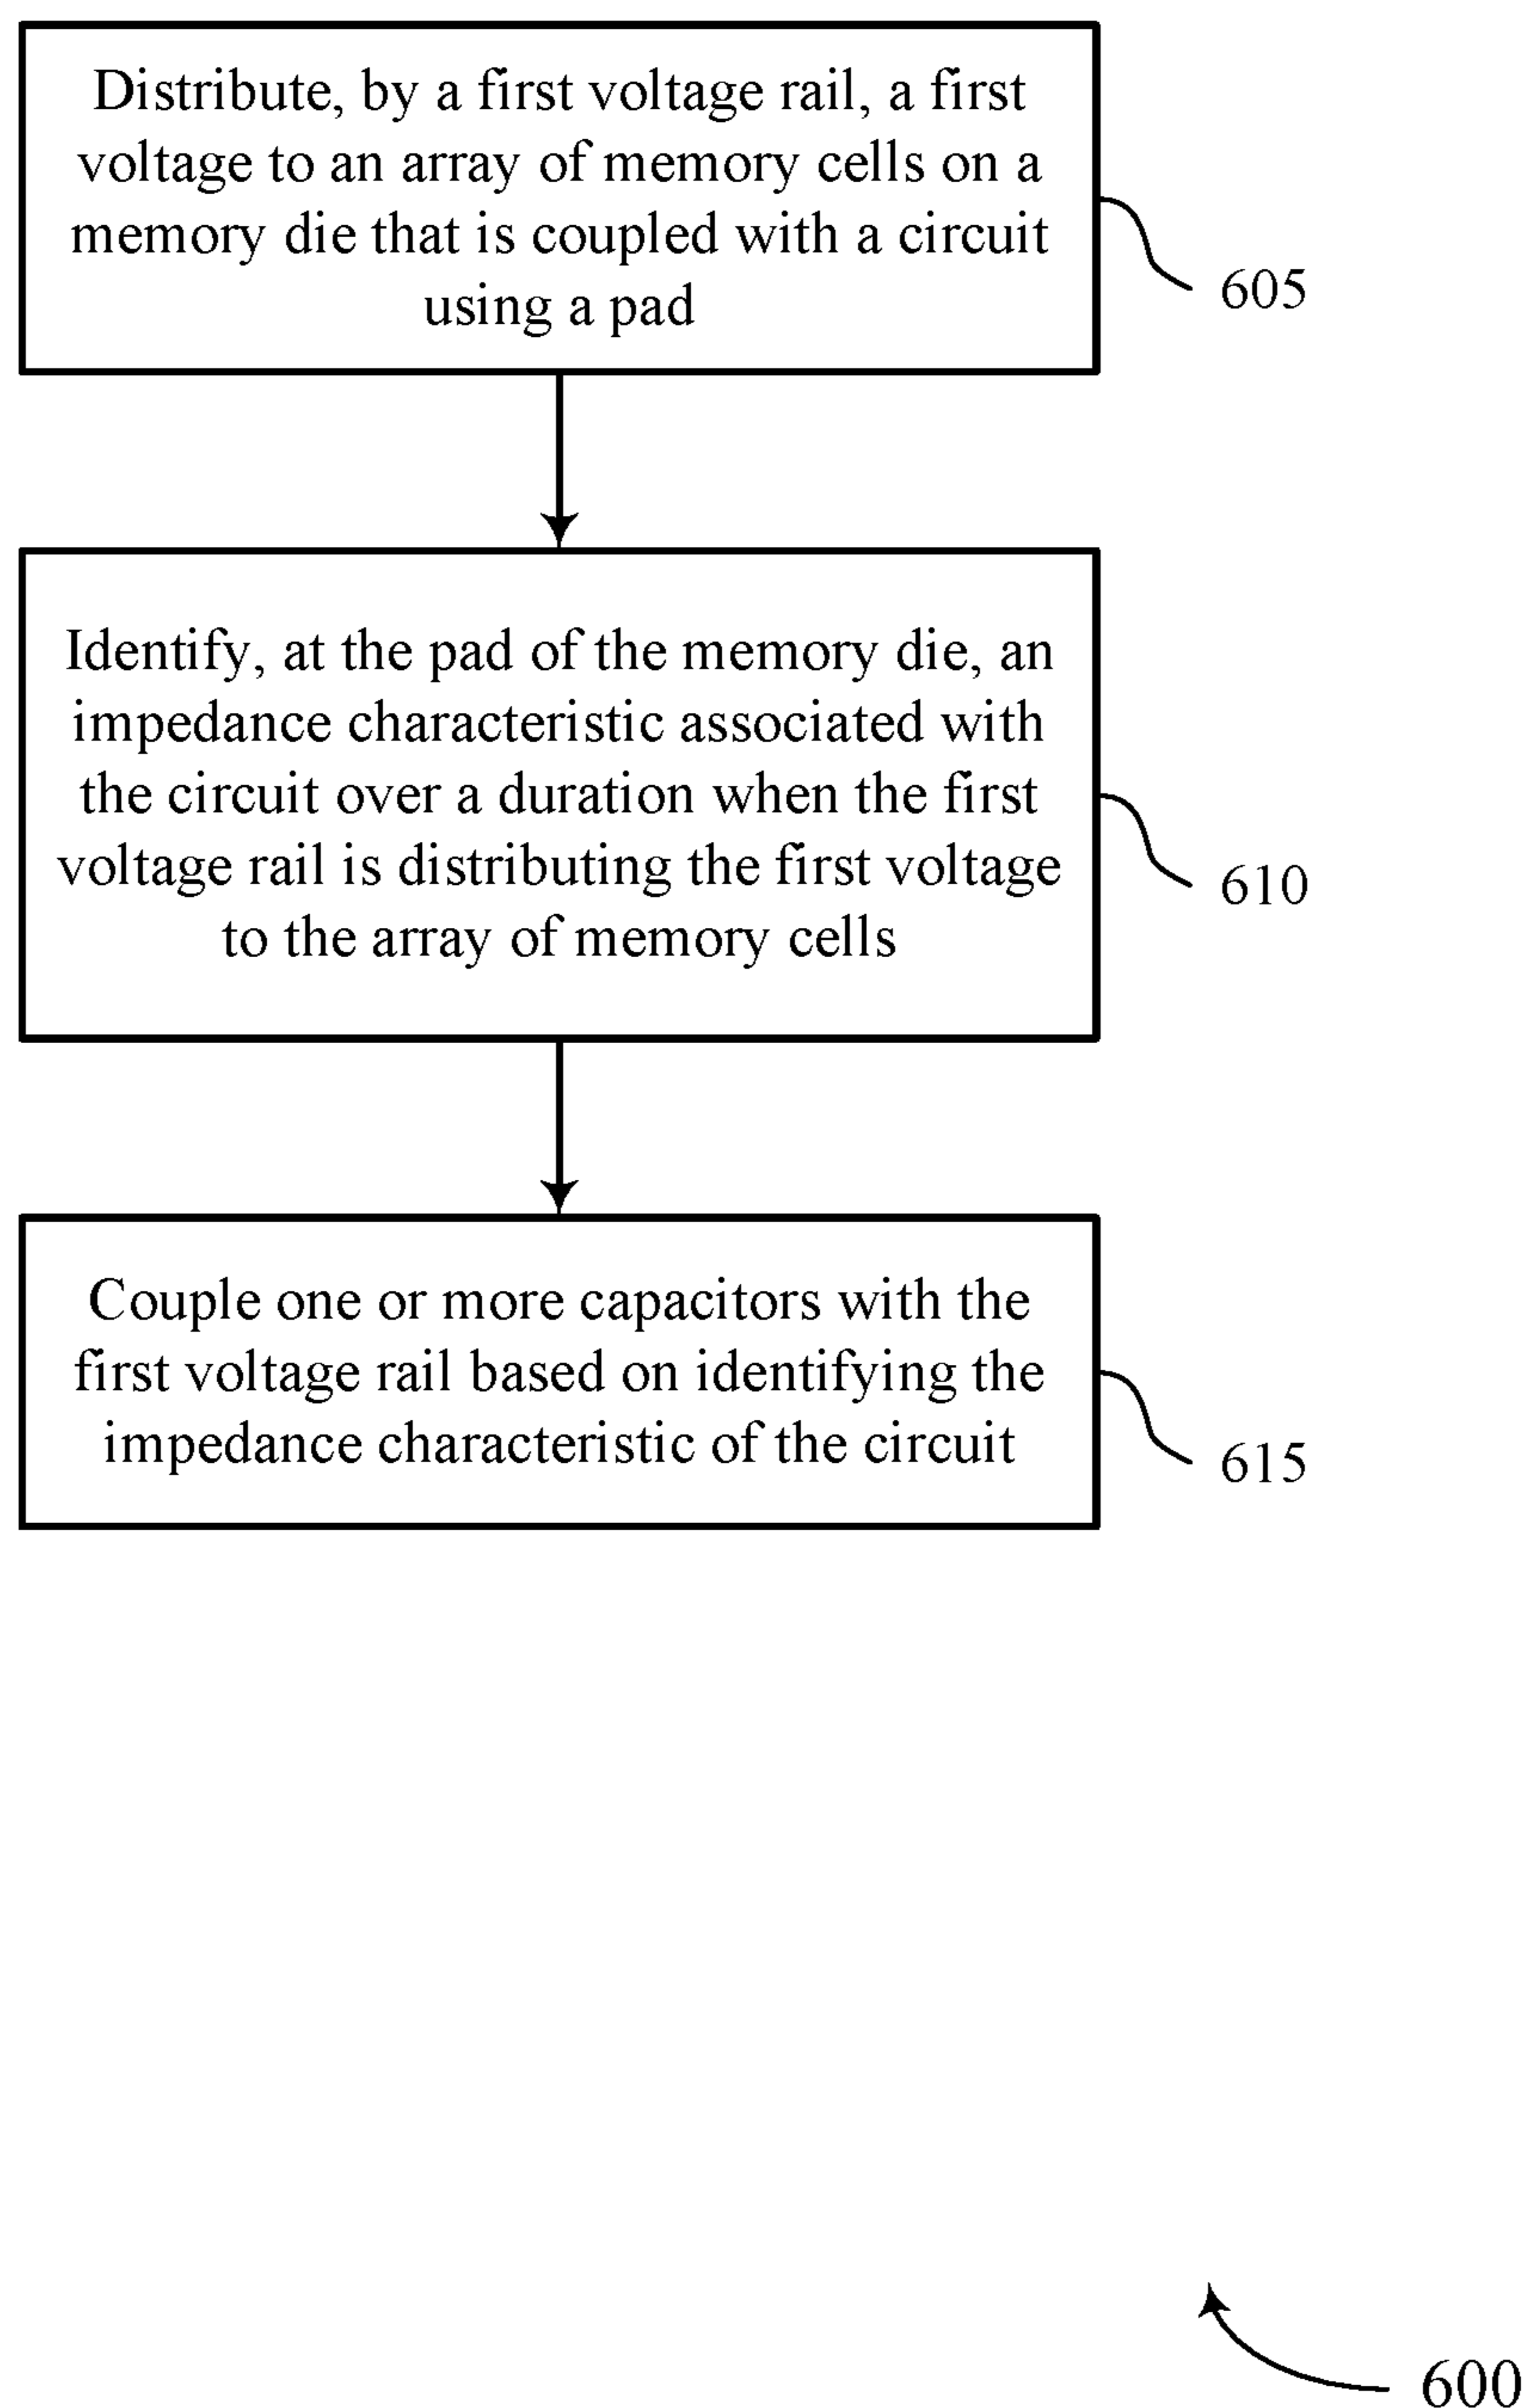 Distribute, by a first voltage rail, a first
voltage to an array of memory cells on a
memory die that is coupled with a circuit
using a pad
605
Identify, at the pad of the memory die, an
impedance characteristic associated with
the circuit over a duration when the first
voltage rail is distributing the first voltage
to the array of memory cells
610
Couple one or more capacitors with the
first voltage rail based on identifying the
impedance characteristic of the circuit
615
600